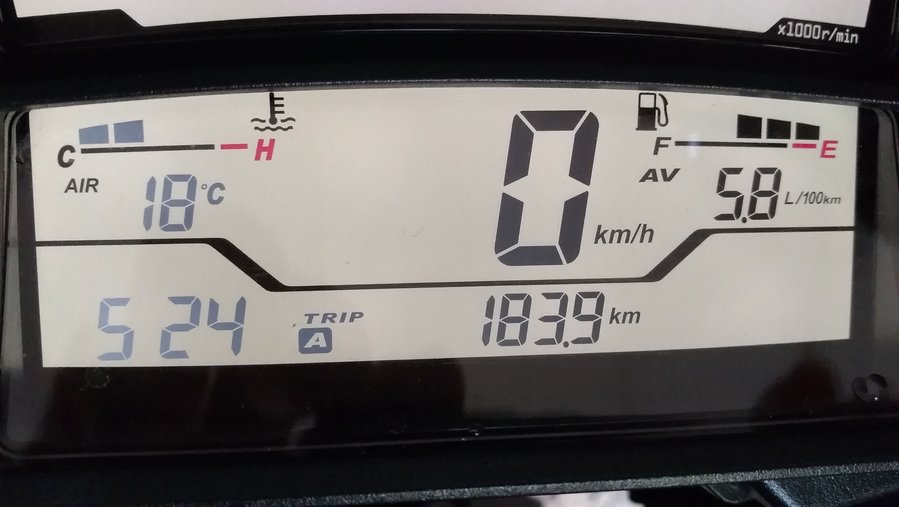 x1000r/min
C H F E
AIR 18°C AV 5.8 L/100km
0 km/h
5 24 TRIP A 183.9 km